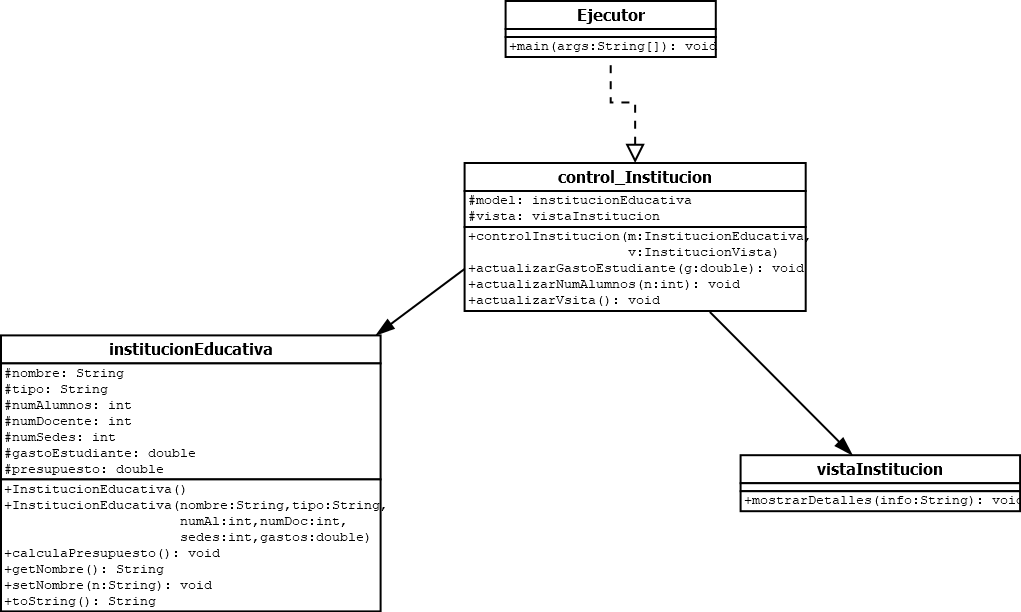 Ejecutor
+main(args:String[]): void
control_Institucion
#model: institucionEducativa
#vista: vistaInstitucion
+controlInstitucion(m:InstitucionEducativa,
v:InstitucionVista)
+actualizarGastoEstudiante(g:double): void
+actualizarNumAlumnos(n:int): void
+actualizarVsita(): void
institucionEducativa
#nombre: String
#tipo: String
#numAlumnos: int
#numDocente: int
#numSedes: int
#gastoEstudiante: double
#presupuesto: double
+InstitucionEducativa()
+InstitucionEducativa(nombre:String,tipo:String,
numAl:int,numDoc:int,
sedes:int,gastos:double)
+calculaPresupuesto(): void
+getNombre(): String
+setNombre(n:String): void
+toString(): String
vistaInstitucion
+mostrarDetalles(info:String): void